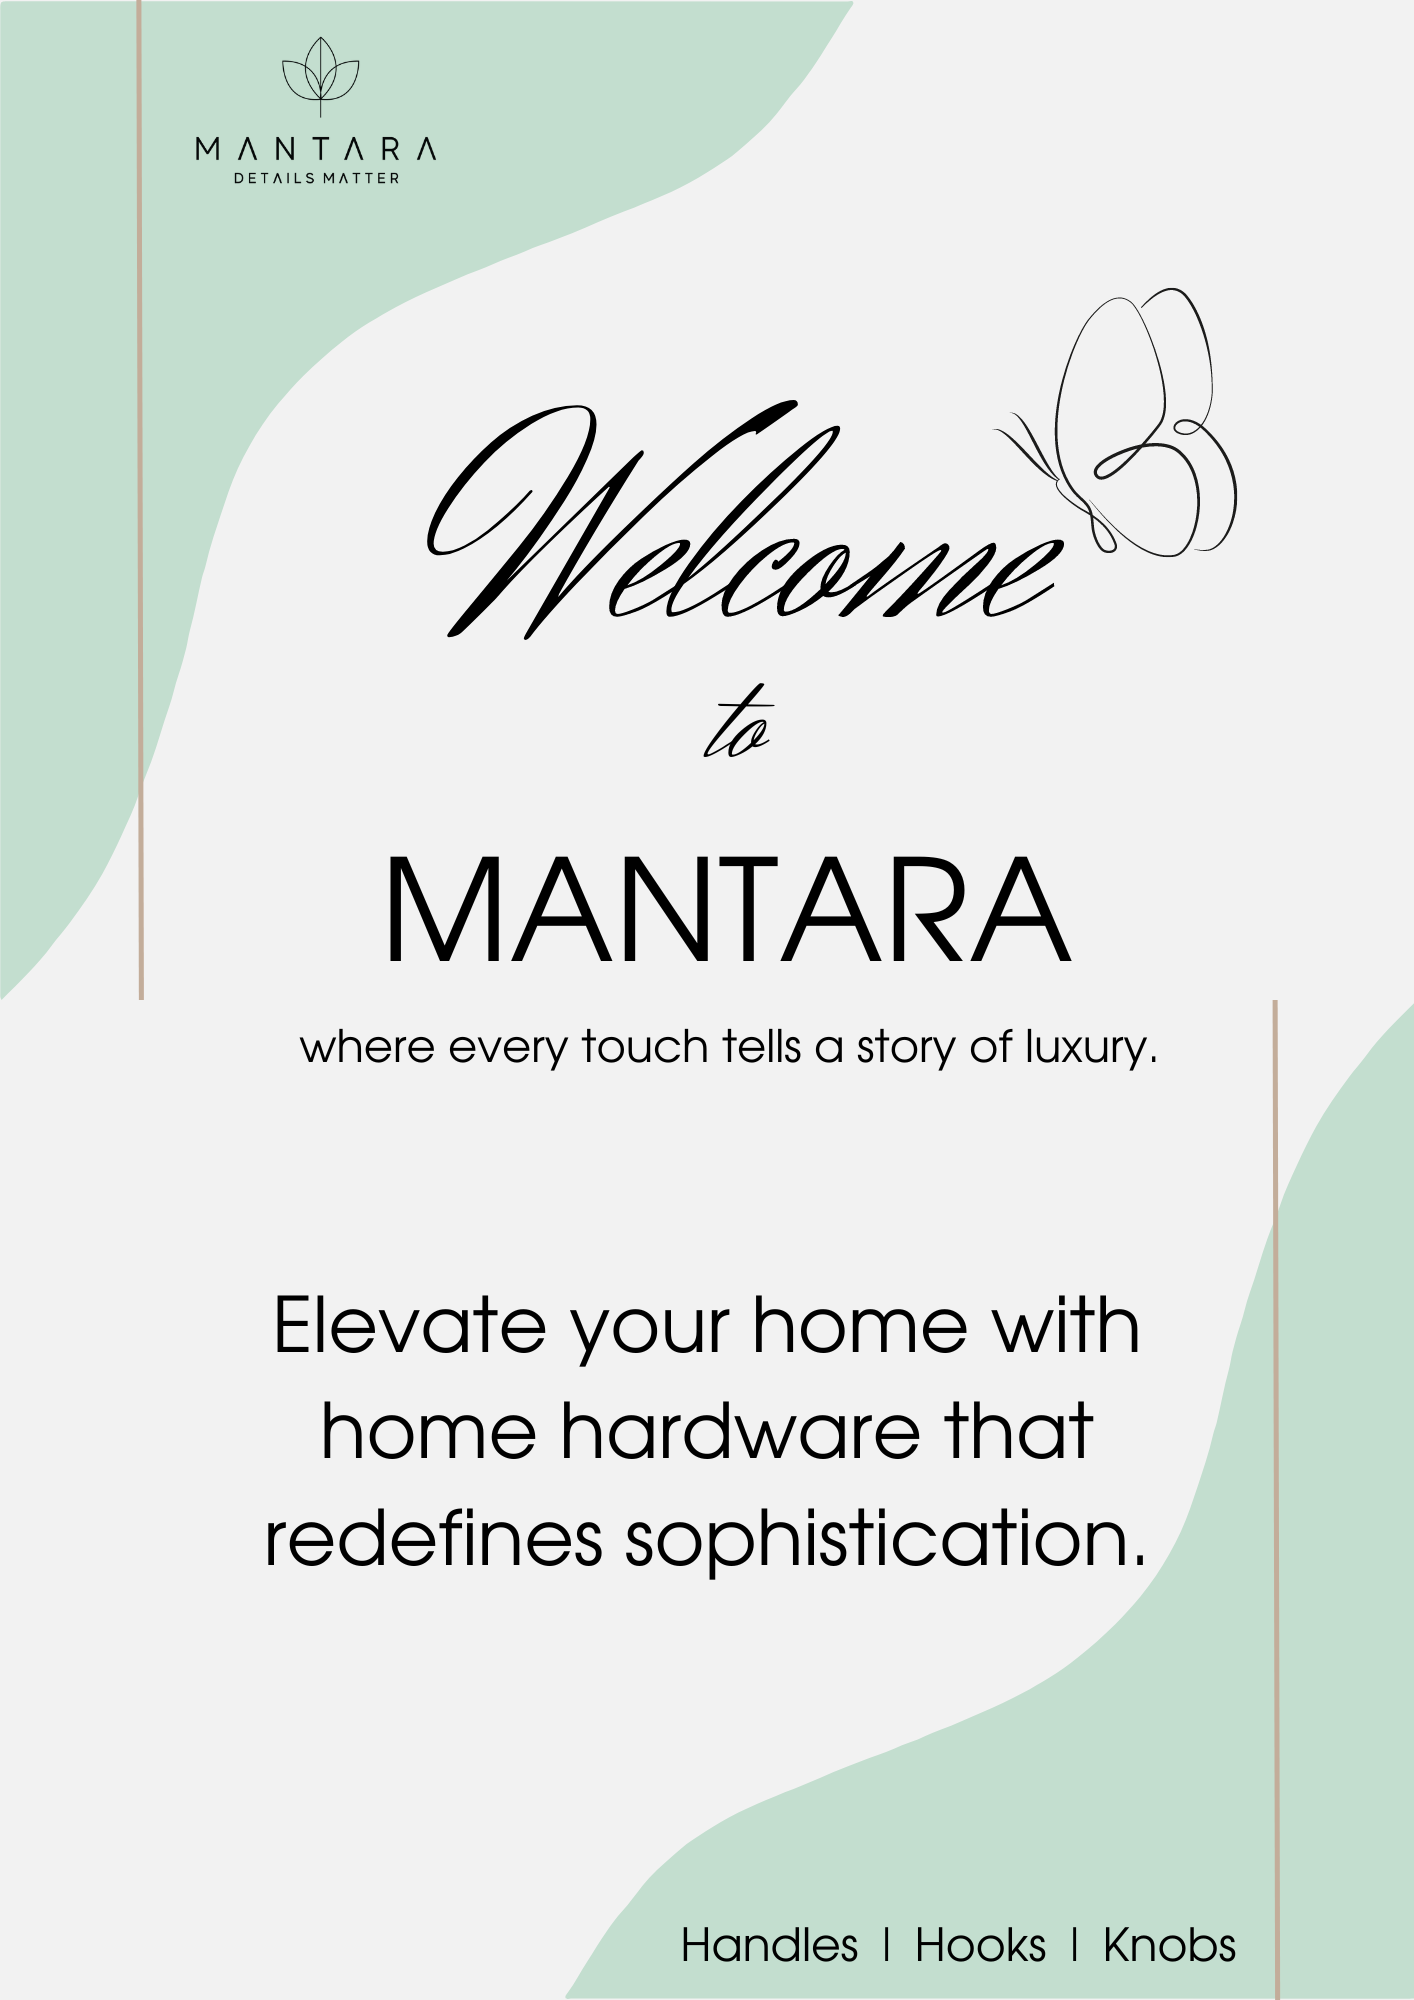 MANTARA
DETAILS MATTER
Welcome
to
MANTARA
where every touch tells a story of luxury.
Elevate your home with
home hardware that
redefines sophistication.
Handles | Hooks | Knobs